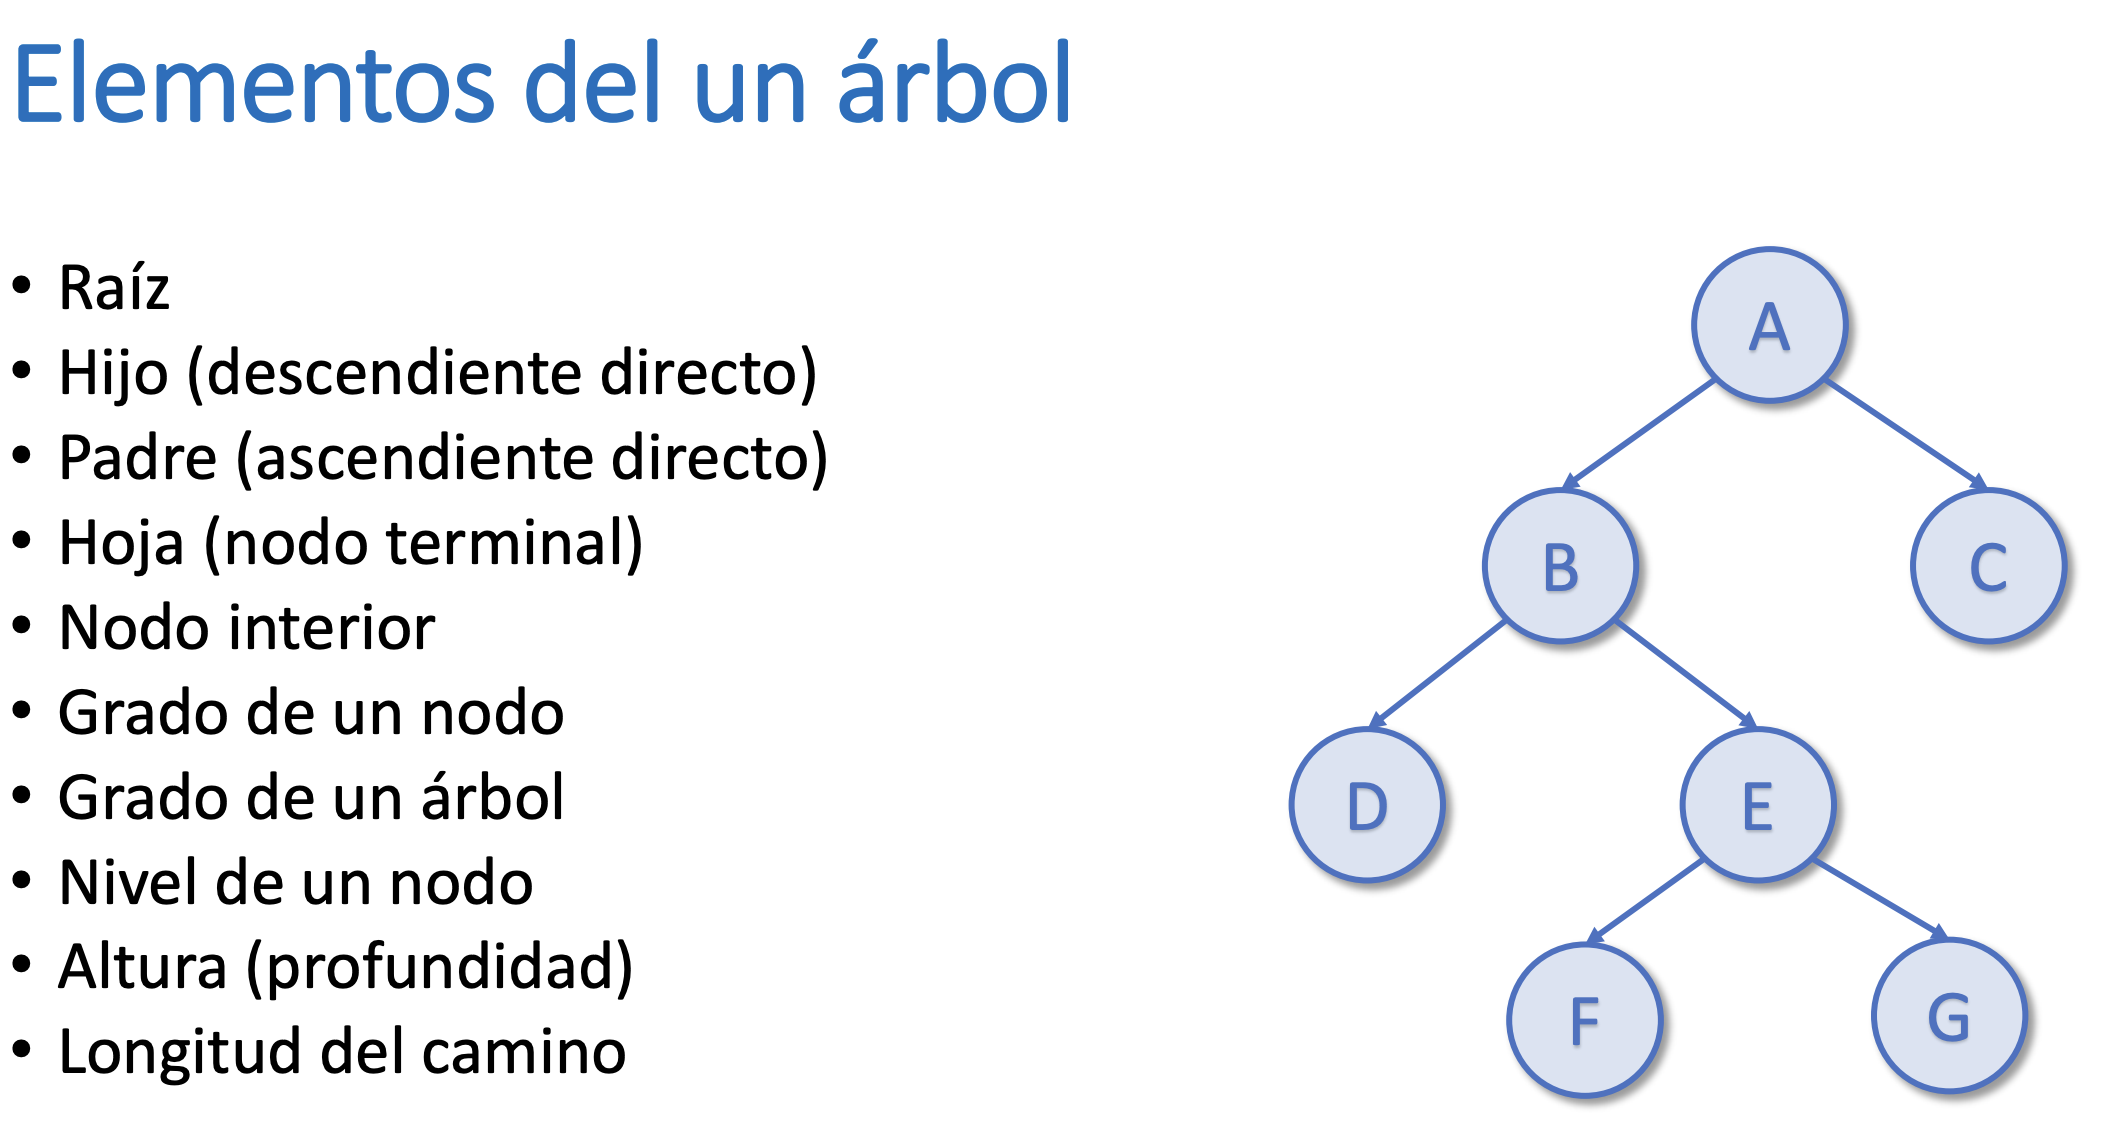 Elementos del un árbol
• Raíz
• Hijo (descendiente directo)
• Padre (ascendiente directo)
• Hoja (nodo terminal)
• Nodo interior
• Grado de un nodo
• Grado de un árbol
• Nivel de un nodo
• Altura (profundidad)
• Longitud del camino
A
B
C
D
E
F
G